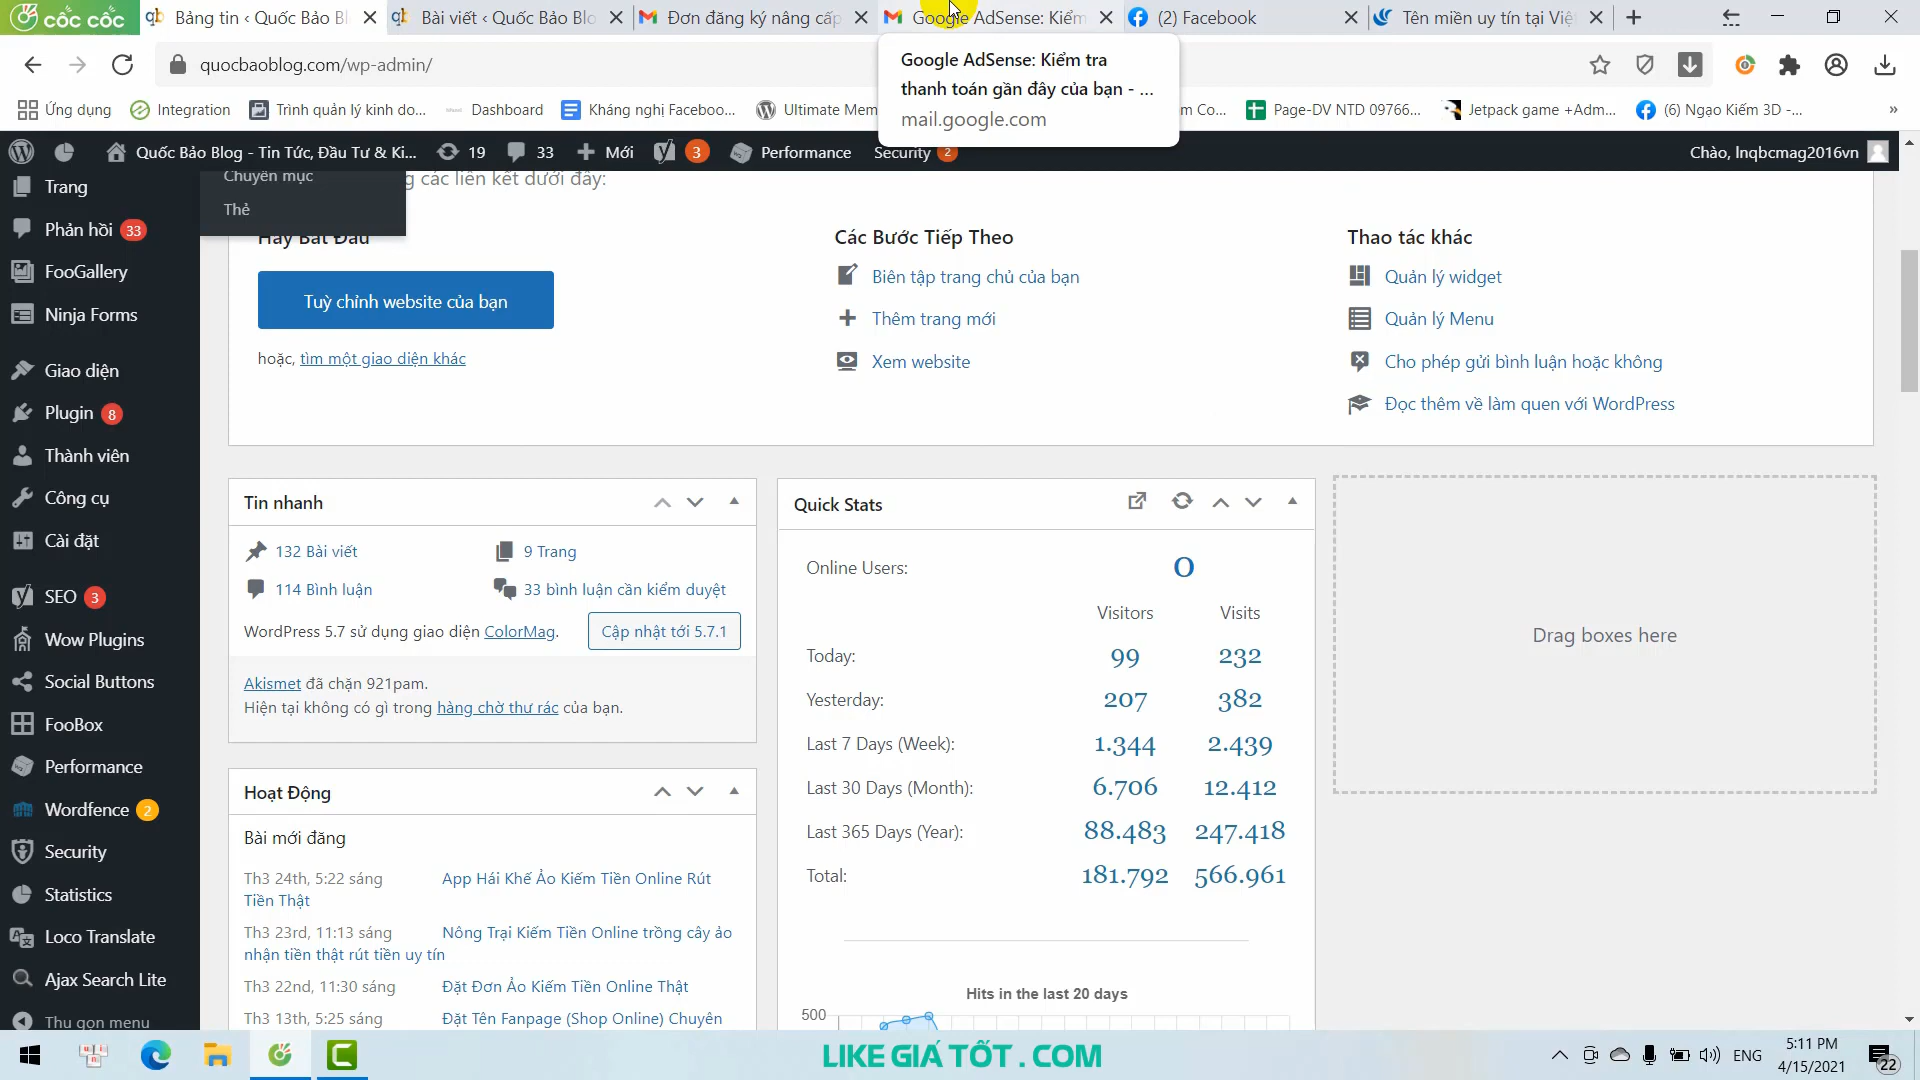 cốc cốc
Bảng tin ‹ Quốc Bảo Bl
Bài viết ‹ Quốc Bảo Blo
Đơn đăng ký nâng cấp
Google AdSense: Kiểm
(2) Facebook
Tên miền uy tín tại Việ
quocbaoblog.com/wp-admin/
Google AdSense: Kiểm tra
thanh toán gần đây của bạn - ...
mail.google.com
Ứng dụng
Integration
Trình quản lý kinh do...
Dashboard
Kháng nghị Faceboo...
Ultimate Mem
m Co...
Page-DV NTD 09766...
Jetpack game +Adm...
(6) Ngạo Kiếm 3D -...
»
Quốc Bảo Blog - Tin Tức, Đầu Tư & Ki...
19
33
Mới
3
Performance
Security 2
Chào, lnqbcmag2016vn
Trang
Phản hồi 33
FooGallery
Ninja Forms
Giao diện
Plugin 8
Thành viên
Công cụ
Cài đặt
SEO 3
Wow Plugins
Social Buttons
FooBox
Performance
Wordfence 2
Security
Statistics
Loco Translate
Ajax Search Lite
Thu gọn menu
Chuyên mục
Thẻ
g các liên kết dưới đây:
Hãy Bắt Đầu
Tuỳ chỉnh website của bạn
hoặc, tìm một giao diện khác
Các Bước Tiếp Theo
Biên tập trang chủ của bạn
Thêm trang mới
Xem website
Thao tác khác
Quản lý widget
Quản lý Menu
Cho phép gửi bình luận hoặc không
Đọc thêm về làm quen với WordPress
Tin nhanh
132 Bài viết
9 Trang
114 Bình luận
33 bình luận cần kiểm duyệt
WordPress 5.7 sử dụng giao diện ColorMag.
Cập nhật tới 5.7.1
Akismet đã chặn 921pam.
Hiện tại không có gì trong hàng chờ thư rác của bạn.
Hoạt Động
Bài mới đăng
Th3 24th, 5:22 sáng App Hái Khế Ảo Kiếm Tiền Online Rút
Tiền Thật
Th3 23rd, 11:13 sáng Nông Trại Kiếm Tiền Online trồng cây ảo
nhận tiền thật rút tiền uy tín
Th3 22nd, 11:30 sáng Đặt Đơn Ảo Kiếm Tiền Online Thật
Th3 13th, 5:25 sáng Đặt Tên Fanpage (Shop Online) Chuyên
Quick Stats
Online Users: 0
Visitors Visits
Today: 99 232
Yesterday: 207 382
Last 7 Days (Week): 1.344 2.439
Last 30 Days (Month): 6.706 12.412
Last 365 Days (Year): 88.483 247.418
Total: 181.792 566.961
Hits in the last 20 days
500
Drag boxes here
LIKE GIÁ TỐT . COM
ENG
5:11 PM
4/15/2021
22